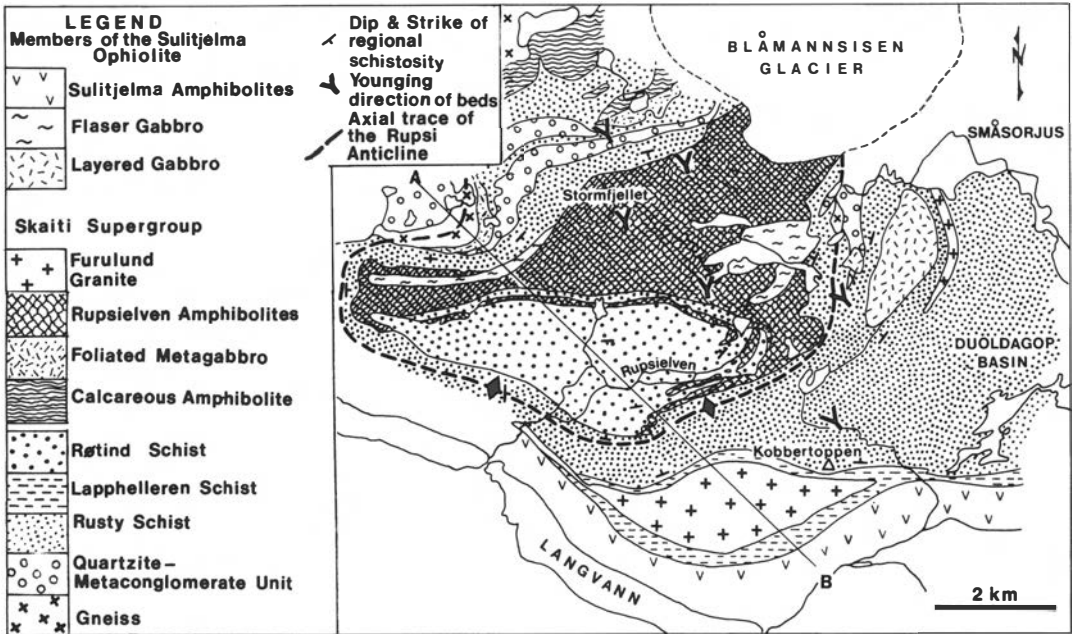 LEGEND
Members of the Sulitjelma
Ophiolite
Sulitjelma Amphibolites
Flaser Gabbro
Layered Gabbro
Skaiti Supergroup
Furulund
Granite
Rupsielven Amphibolites
Foliated Metagabbro
Calcareous Amphibolite
Røtind Schist
Lapphelleren Schist
Rusty Schist
Quartzite–
Metaconglomerate Unit
Gneiss
Dip & Strike of
regional
schistosity
Younging
direction of beds
Axial trace of
the Rupsi
Anticline
BLÅMANNSISEN
GLACIER
N
SMÅSORJUS
A
Stormfjellet
DUOLDAGOP
BASIN
Rupsielven
Kobbertoppen
LANGVANN
B
2 km